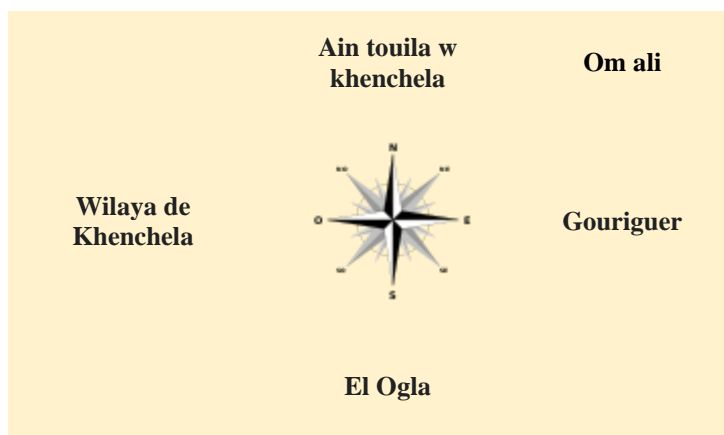 Ain touila w
khenchela
Om ali
N
Wilaya de
Khenchela
O
E
Gouriguer
S
El Ogla